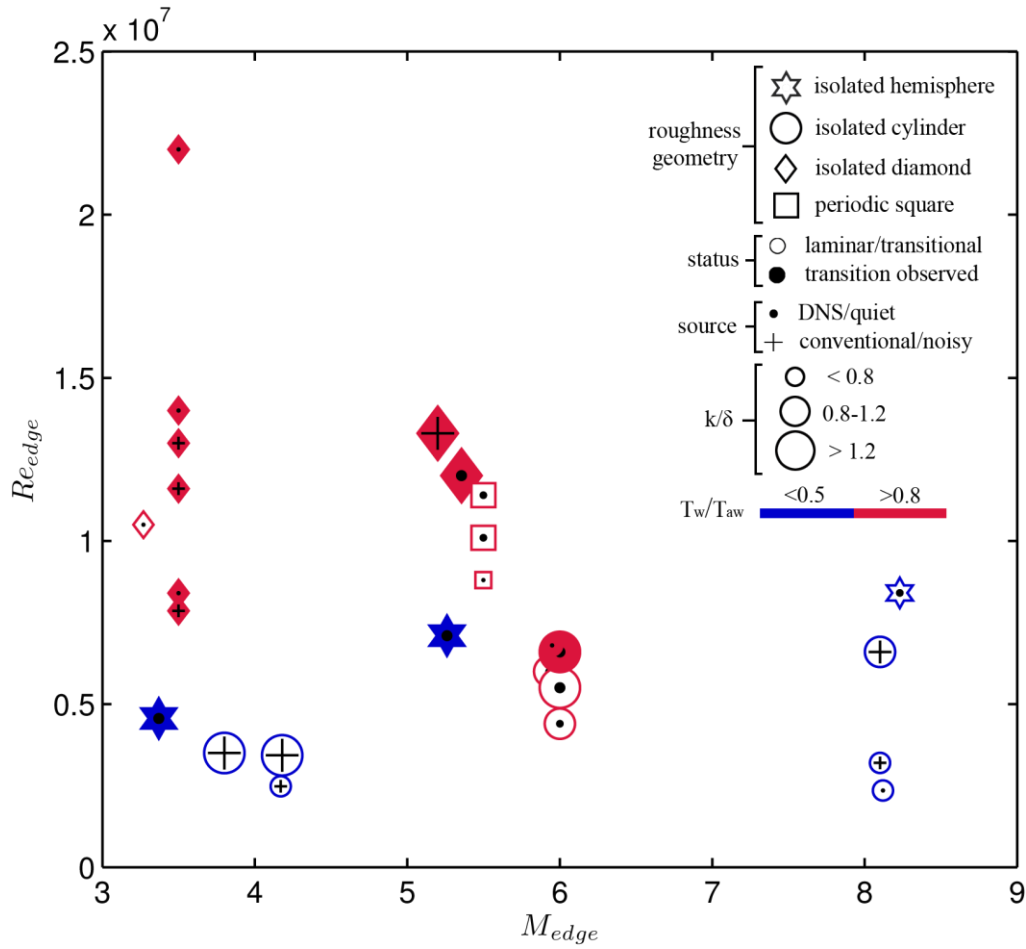 x 10⁷
2.5
2
1.5
1
0.5
0
Re_edge
3 4 5 6 7 8 9
M_edge
roughness geometry
isolated hemisphere
isolated cylinder
isolated diamond
periodic square
status
laminar/transitional
transition observed
source
DNS/quiet
conventional/noisy
k/δ
< 0.8
0.8-1.2
> 1.2
Tw/Taw
<0.5 >0.8